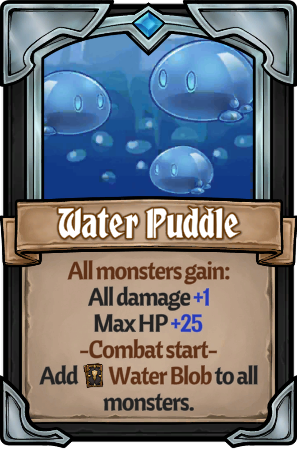 Water Puddle
All monsters gain:
All damage +1
Max HP +25
-Combat start-
Add Water Blob to all
monsters.